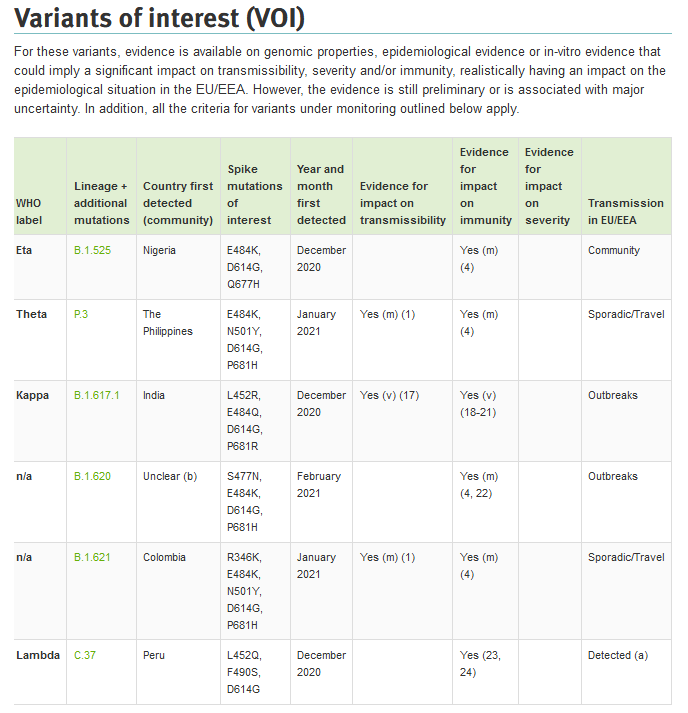 Variants of interest (VOI)
For these variants, evidence is available on genomic properties, epidemiological evidence or in-vitro evidence that
could imply a significant impact on transmissibility, severity and/or immunity, realistically having an impact on the
epidemiological situation in the EU/EEA. However, the evidence is still preliminary or is associated with major
uncertainty. In addition, all the criteria for variants under monitoring outlined below apply.
WHO
label
Lineage +
additional
mutations
Country first
detected
(community)
Spike
mutations
of
interest
Year and
month
first
detected
Evidence for
impact on
transmissibility
Evidence
for
impact
on
immunity
Evidence
for
impact
on
severity
Transmission
in EU/EEA
Eta
B.1.525
Nigeria
E484K,
D614G,
Q677H
December
2020
Yes (m)
(4)
Community
Theta
P.3
The
Philippines
E484K,
N501Y,
D614G,
P681H
January
2021
Yes (m) (1)
Yes (m)
(4)
Sporadic/Travel
Kappa
B.1.617.1
India
L452R,
E484Q,
D614G,
P681R
December
2020
Yes (v) (17)
Yes (v)
(18-21)
Outbreaks
n/a
B.1.620
Unclear (b)
S477N,
E484K,
D614G,
P681H
February
2021
Yes (m)
(4, 22)
Outbreaks
n/a
B.1.621
Colombia
R346K,
E484K,
N501Y,
D614G,
P681H
January
2021
Yes (m) (1)
Yes (m)
(4)
Sporadic/Travel
Lambda
C.37
Peru
L452Q,
F490S,
D614G
December
2020
Yes (23,
24)
Detected (a)